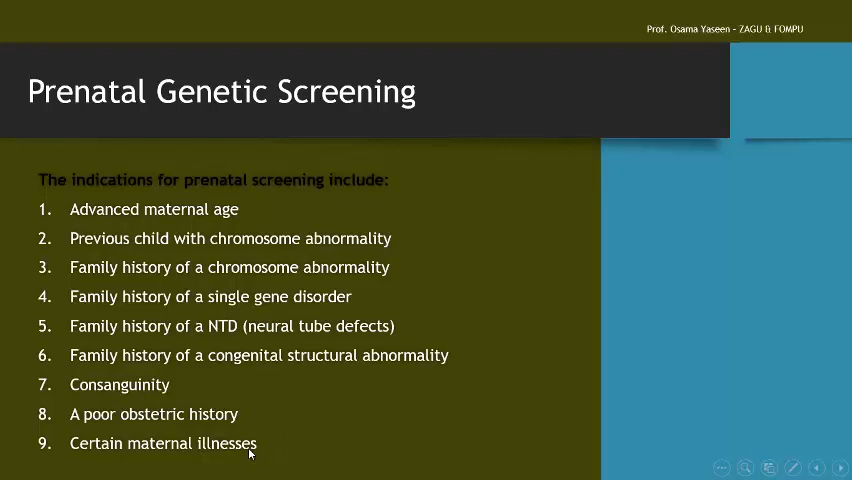 Prof. Osama Yaseen – ZAGU & FOMPU
Prenatal Genetic Screening
The indications for prenatal screening include:
1. Advanced maternal age
2. Previous child with chromosome abnormality
3. Family history of a chromosome abnormality
4. Family history of a single gene disorder
5. Family history of a NTD (neural tube defects)
6. Family history of a congenital structural abnormality
7. Consanguinity
8. A poor obstetric history
9. Certain maternal illnesses